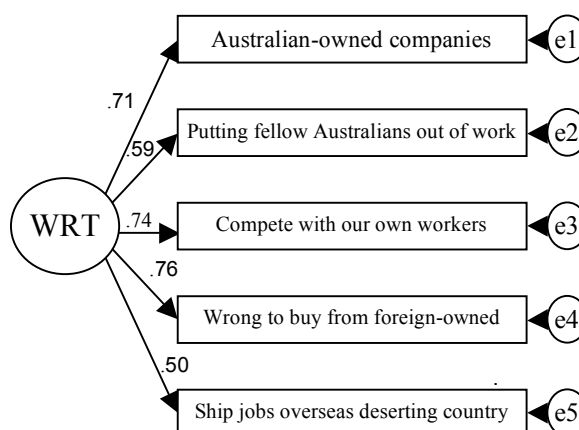 Australian-owned companies
e1
.71
Putting fellow Australians out of work
e2
.59
WRT
.74
Compete with our own workers
e3
.76
Wrong to buy from foreign-owned
e4
.50
Ship jobs overseas deserting country
e5